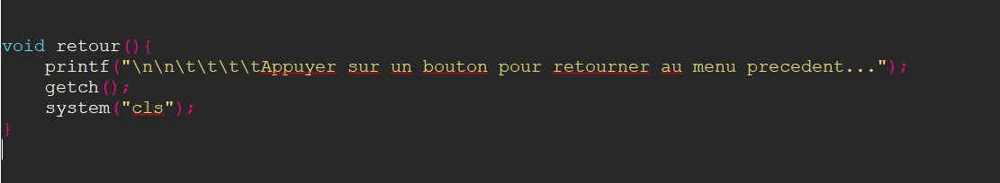 void retour(){
    printf("\n\n\t\t\t\tAppuyer sur un bouton pour retourner au menu precedent...");
    getch();
    system("cls");
}